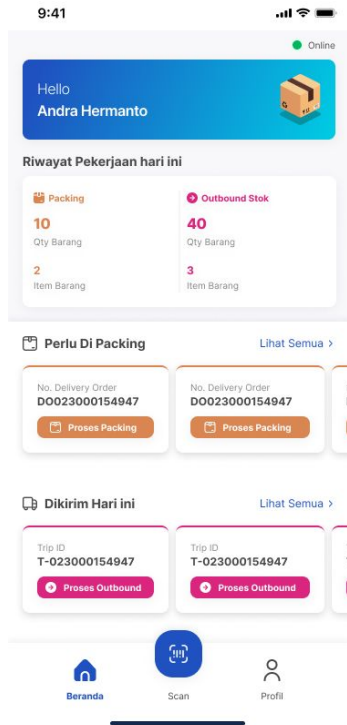 9:41
Online
Hello
Andra Hermanto
Riwayat Pekerjaan hari ini
Packing
Outbound Stok
10
40
Qty Barang
Qty Barang
2
3
Item Barang
Item Barang
Perlu Di Packing
Lihat Semua >
No. Delivery Order
No. Delivery Order
DO023000154947
DO023000154947
Proses Packing
Proses Packing
Dikirim Hari ini
Lihat Semua >
Trip ID
Trip ID
T-023000154947
T-023000154947
Proses Outbound
Proses Outbound
Beranda
Scan
Profil